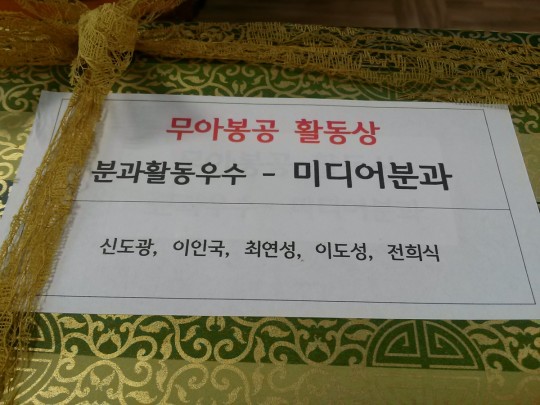 무아봉공 활동상
분과활동우수 - 미디어분과
신도광, 이인국, 최연성, 이도성, 전희식